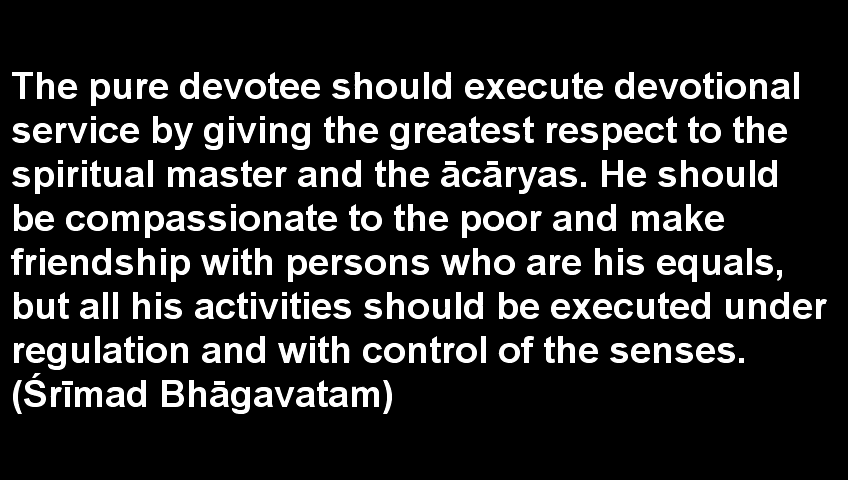 The pure devotee should execute devotional
service by giving the greatest respect to the
spiritual master and the ācāryas. He should
be compassionate to the poor and make
friendship with persons who are his equals,
but all his activities should be executed under
regulation and with control of the senses.
(Śrīmad Bhāgavatam)